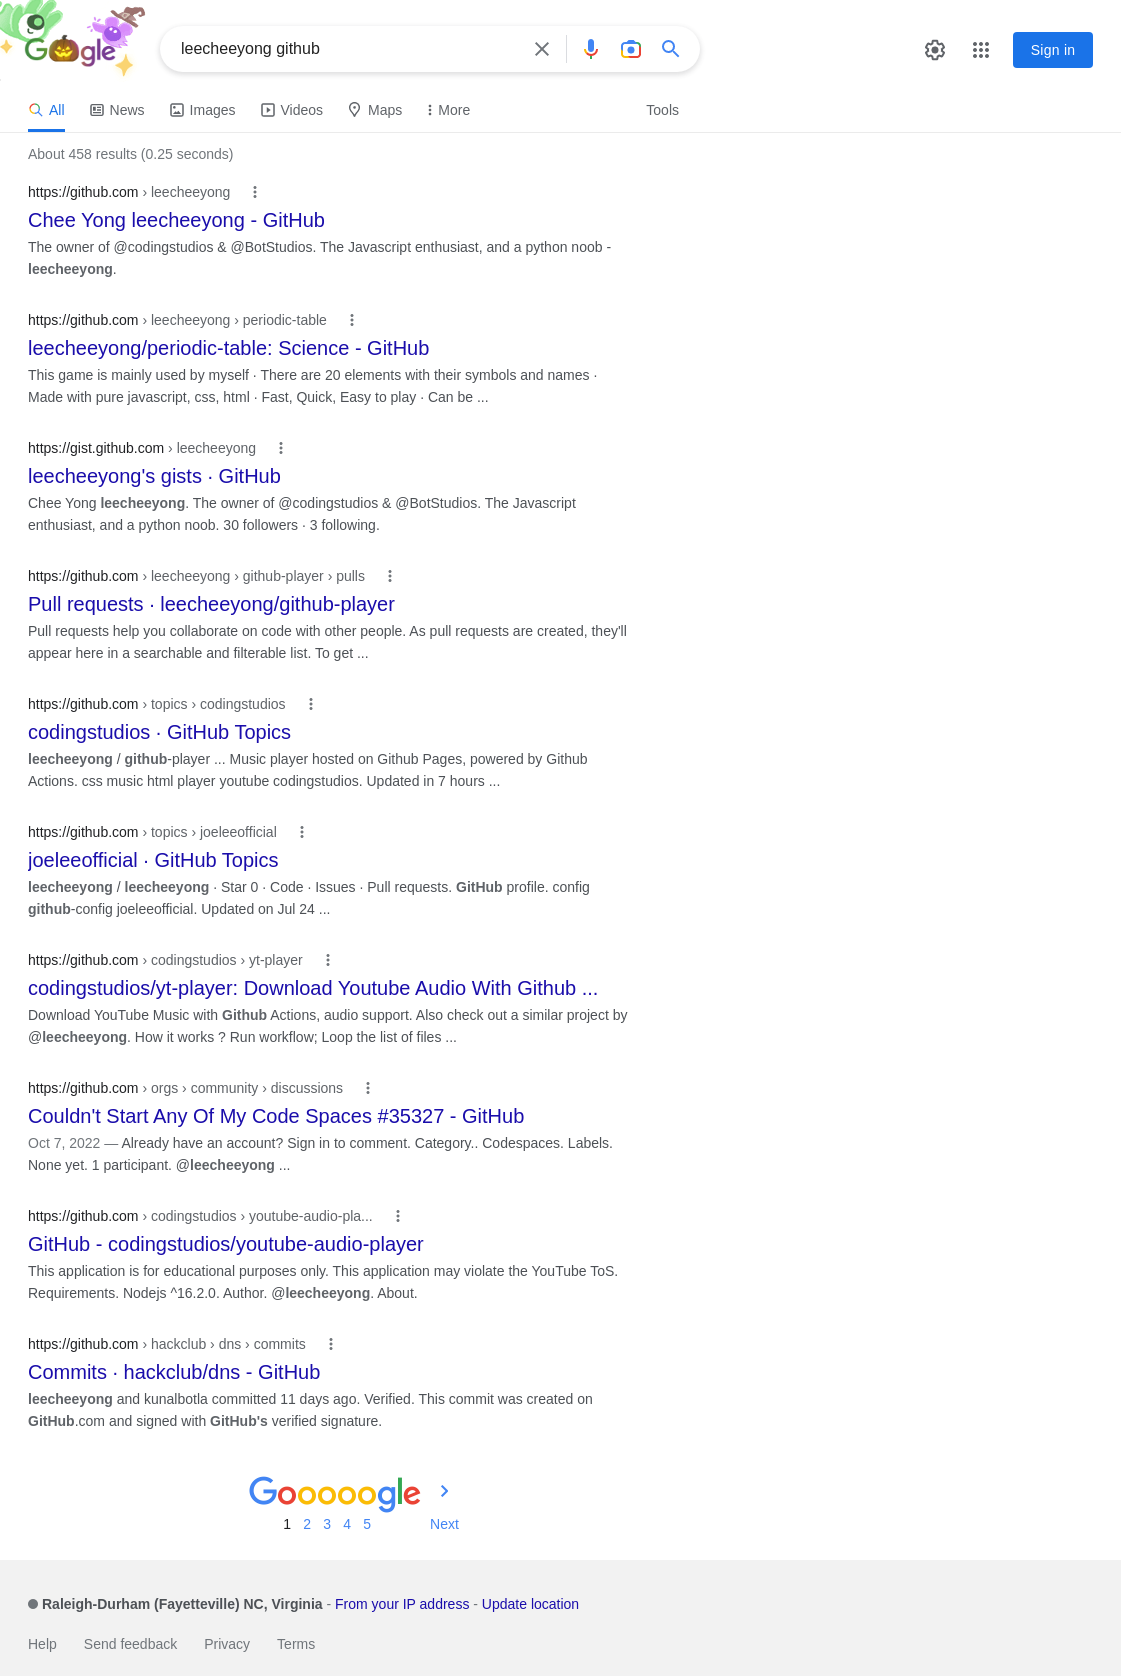 Google
leecheeyong github
Sign in
All
News
Images
Videos
Maps
More
Tools
About 458 results (0.25 seconds)
https://github.com › leecheeyong
Chee Yong leecheeyong - GitHub
The owner of @codingstudios & @BotStudios. The Javascript enthusiast, and a python noob -
leecheeyong.
https://github.com › leecheeyong › periodic-table
leecheeyong/periodic-table: Science - GitHub
This game is mainly used by myself · There are 20 elements with their symbols and names ·
Made with pure javascript, css, html · Fast, Quick, Easy to play · Can be ...
https://gist.github.com › leecheeyong
leecheeyong's gists · GitHub
Chee Yong leecheeyong. The owner of @codingstudios & @BotStudios. The Javascript
enthusiast, and a python noob. 30 followers · 3 following.
https://github.com › leecheeyong › github-player › pulls
Pull requests · leecheeyong/github-player
Pull requests help you collaborate on code with other people. As pull requests are created, they'll
appear here in a searchable and filterable list. To get ...
https://github.com › topics › codingstudios
codingstudios · GitHub Topics
leecheeyong / github-player ... Music player hosted on Github Pages, powered by Github
Actions. css music html player youtube codingstudios. Updated in 7 hours ...
https://github.com › topics › joeleeofficial
joeleeofficial · GitHub Topics
leecheeyong / leecheeyong · Star 0 · Code · Issues · Pull requests. GitHub profile. config
github-config joeleeofficial. Updated on Jul 24 ...
https://github.com › codingstudios › yt-player
codingstudios/yt-player: Download Youtube Audio With Github ...
Download YouTube Music with Github Actions, audio support. Also check out a similar project by
@leecheeyong. How it works ? Run workflow; Loop the list of files ...
https://github.com › orgs › community › discussions
Couldn't Start Any Of My Code Spaces #35327 - GitHub
Oct 7, 2022 — Already have an account? Sign in to comment. Category.. Codespaces. Labels.
None yet. 1 participant. @leecheeyong ...
https://github.com › codingstudios › youtube-audio-pla...
GitHub - codingstudios/youtube-audio-player
This application is for educational purposes only. This application may violate the YouTube ToS.
Requirements. Nodejs ^16.2.0. Author. @leecheeyong. About.
https://github.com › hackclub › dns › commits
Commits · hackclub/dns - GitHub
leecheeyong and kunalbotla committed 11 days ago. Verified. This commit was created on
GitHub.com and signed with GitHub's verified signature.
Gooooogle
1 2 3 4 5 Next
Raleigh-Durham (Fayetteville) NC, Virginia - From your IP address - Update location
Help Send feedback Privacy Terms